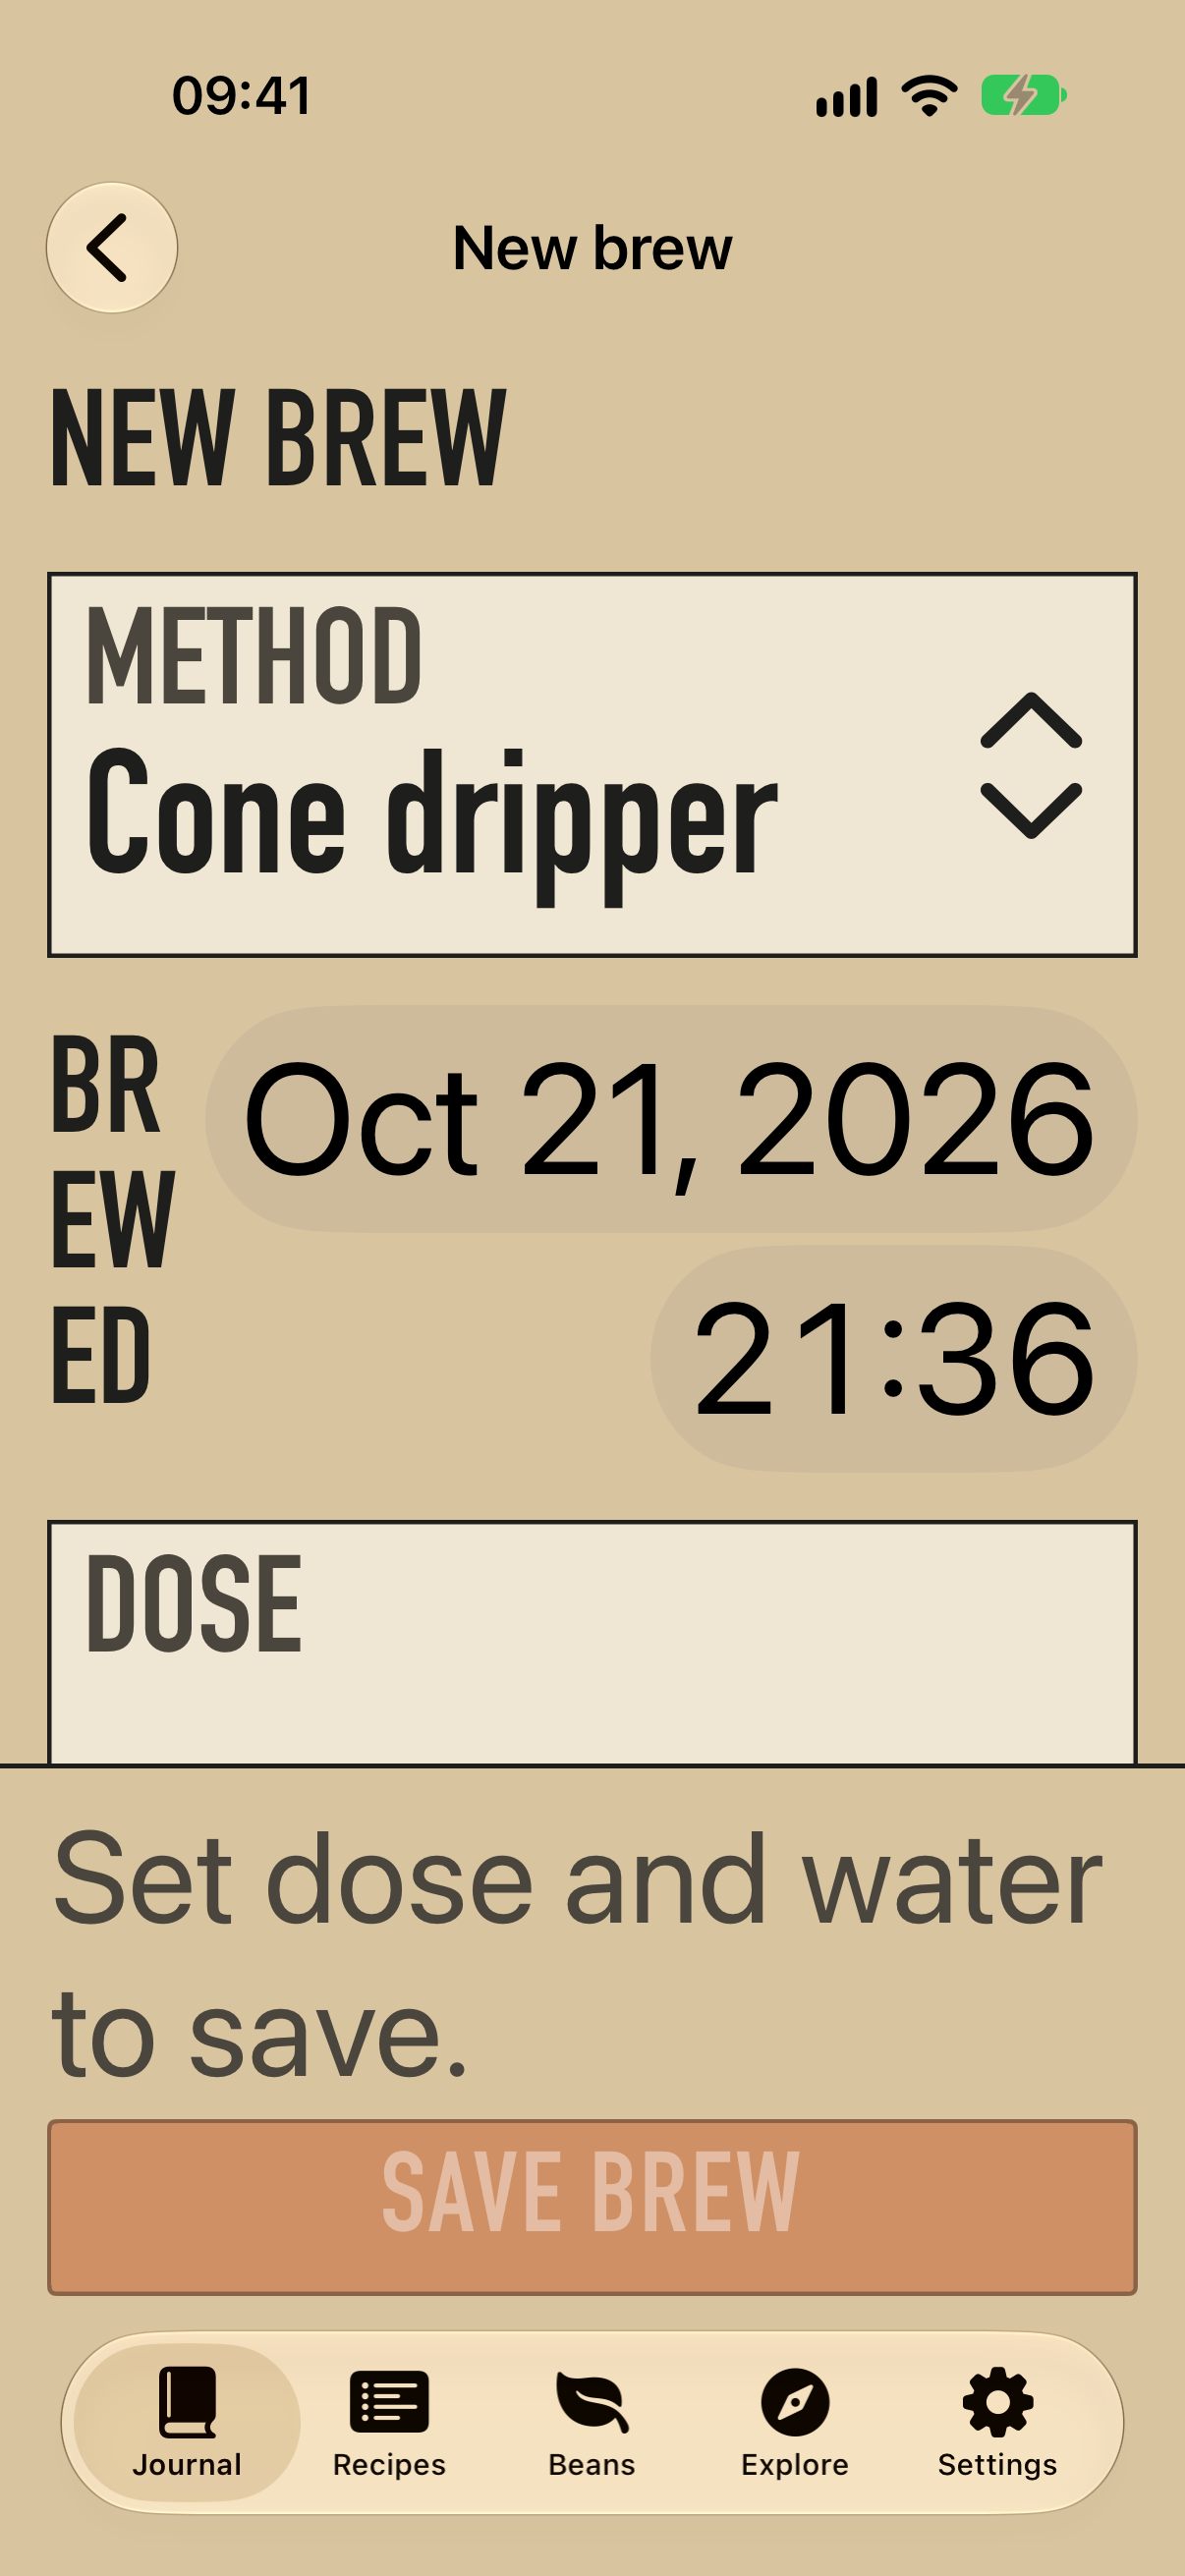 09:41
New brew
NEW BREW
METHOD
Cone dripper
BR
EW
ED
Oct 21, 2026
21:36
DOSE
Set dose and water
to save.
SAVE BREW
Journal
Recipes
Beans
Explore
Settings